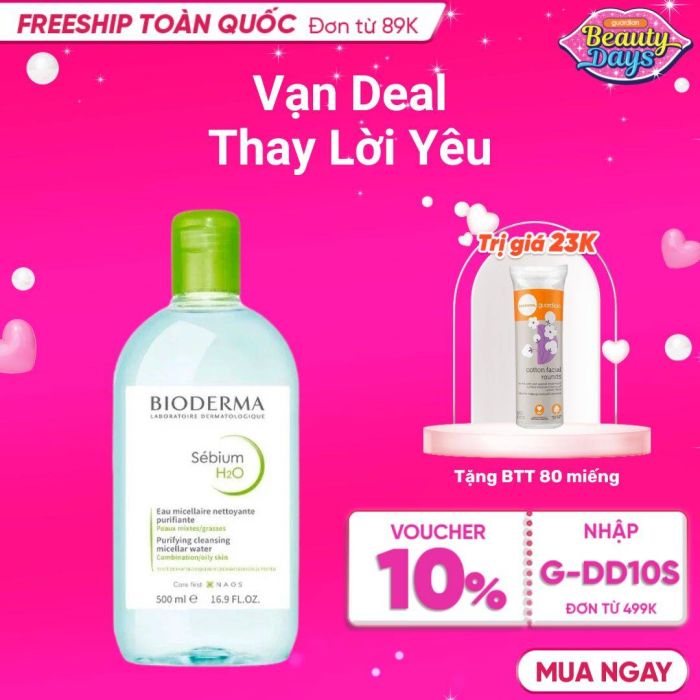 FREESHIP TOÀN QUỐC Đơn từ 89K
guardian
Beauty
Days
Vạn Deal
Thay Lời Yêu
Trị giá 23K
guardian
cotton facial
rounds
Tặng BTT 80 miếng
BIODERMA
LABORATOIRE DERMATOLOGIQUE
Sébium
H₂O
Eau micellaire nettoyante
purifiante
Peaux mixtes/grasses
Purifying cleansing
micellar water
Combination/oily skin
Care first NAOS
500 ml ℮ 16.9 FL.OZ.
VOUCHER
10%
NHẬP
G-DD10S
ĐƠN TỪ 499K
MUA NGAY